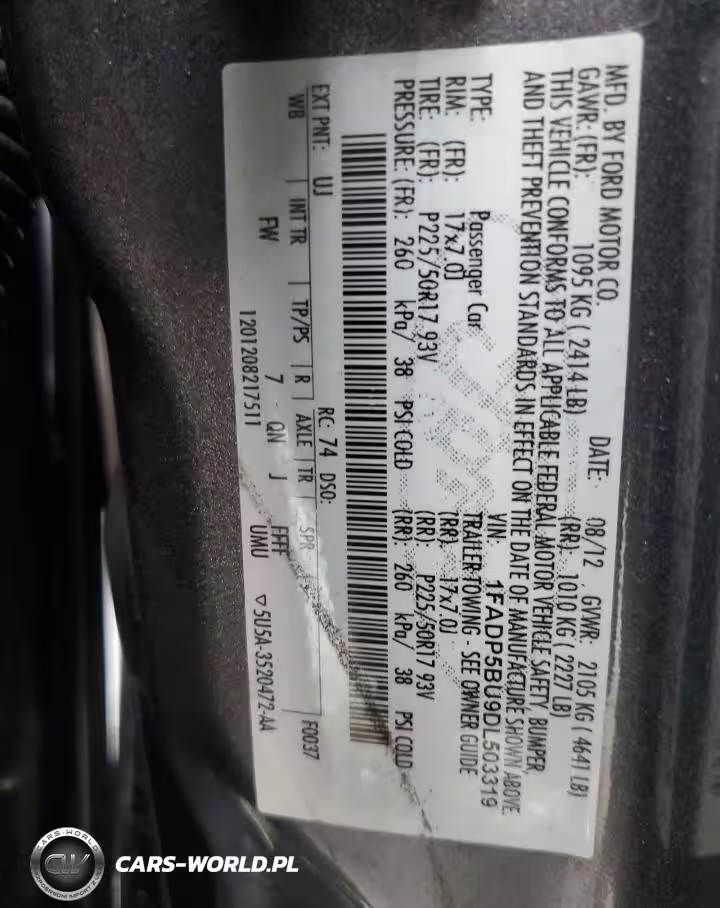 MFD. BY FORD MOTOR CO. DATE: 08/12 GVWR: 2105 KG ( 4641 LB)
GAWR: (FR): 1095 KG ( 2414 LB) (RR): 1010 KG ( 2227 LB)
THIS VEHICLE CONFORMS TO ALL APPLICABLE FEDERAL MOTOR VEHICLE SAFETY, BUMPER,
AND THEFT PREVENTION STANDARDS IN EFFECT ON THE DATE OF MANUFACTURE SHOWN ABOVE.
VIN: 1FADP5BU9DL503319
TYPE: Passenger Car TRAILER TOWING - SEE OWNER GUIDE
RIM: (FR): 17x7.0J (RR): 17x7.0J
TIRE: (FR): P225/50R17 93V (RR): P225/50R17 93V
PRESSURE: (FR): 260 kPa/ 38 PSI COLD (RR): 260 kPa/ 38 PSI COLD
EXT PNT: UJ RC: 74 DSO: F0037
WB INT TR TP/PS R AXLE TR SPR
FW 7 QN J FFFF
1201208217511 UMU ▽5U5A-3520472-AA
CARS-WORLD
CW
CARS-WORLD.PL